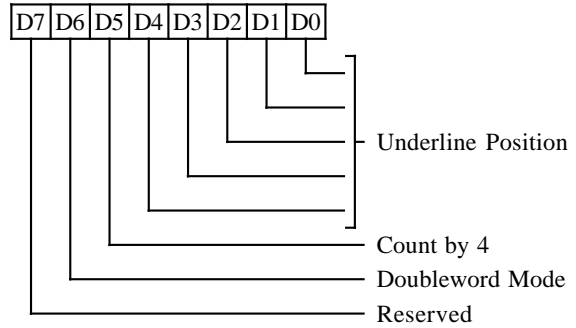 D7 D6 D5 D4 D3 D2 D1 D0
Underline Position
Count by 4
Doubleword Mode
Reserved